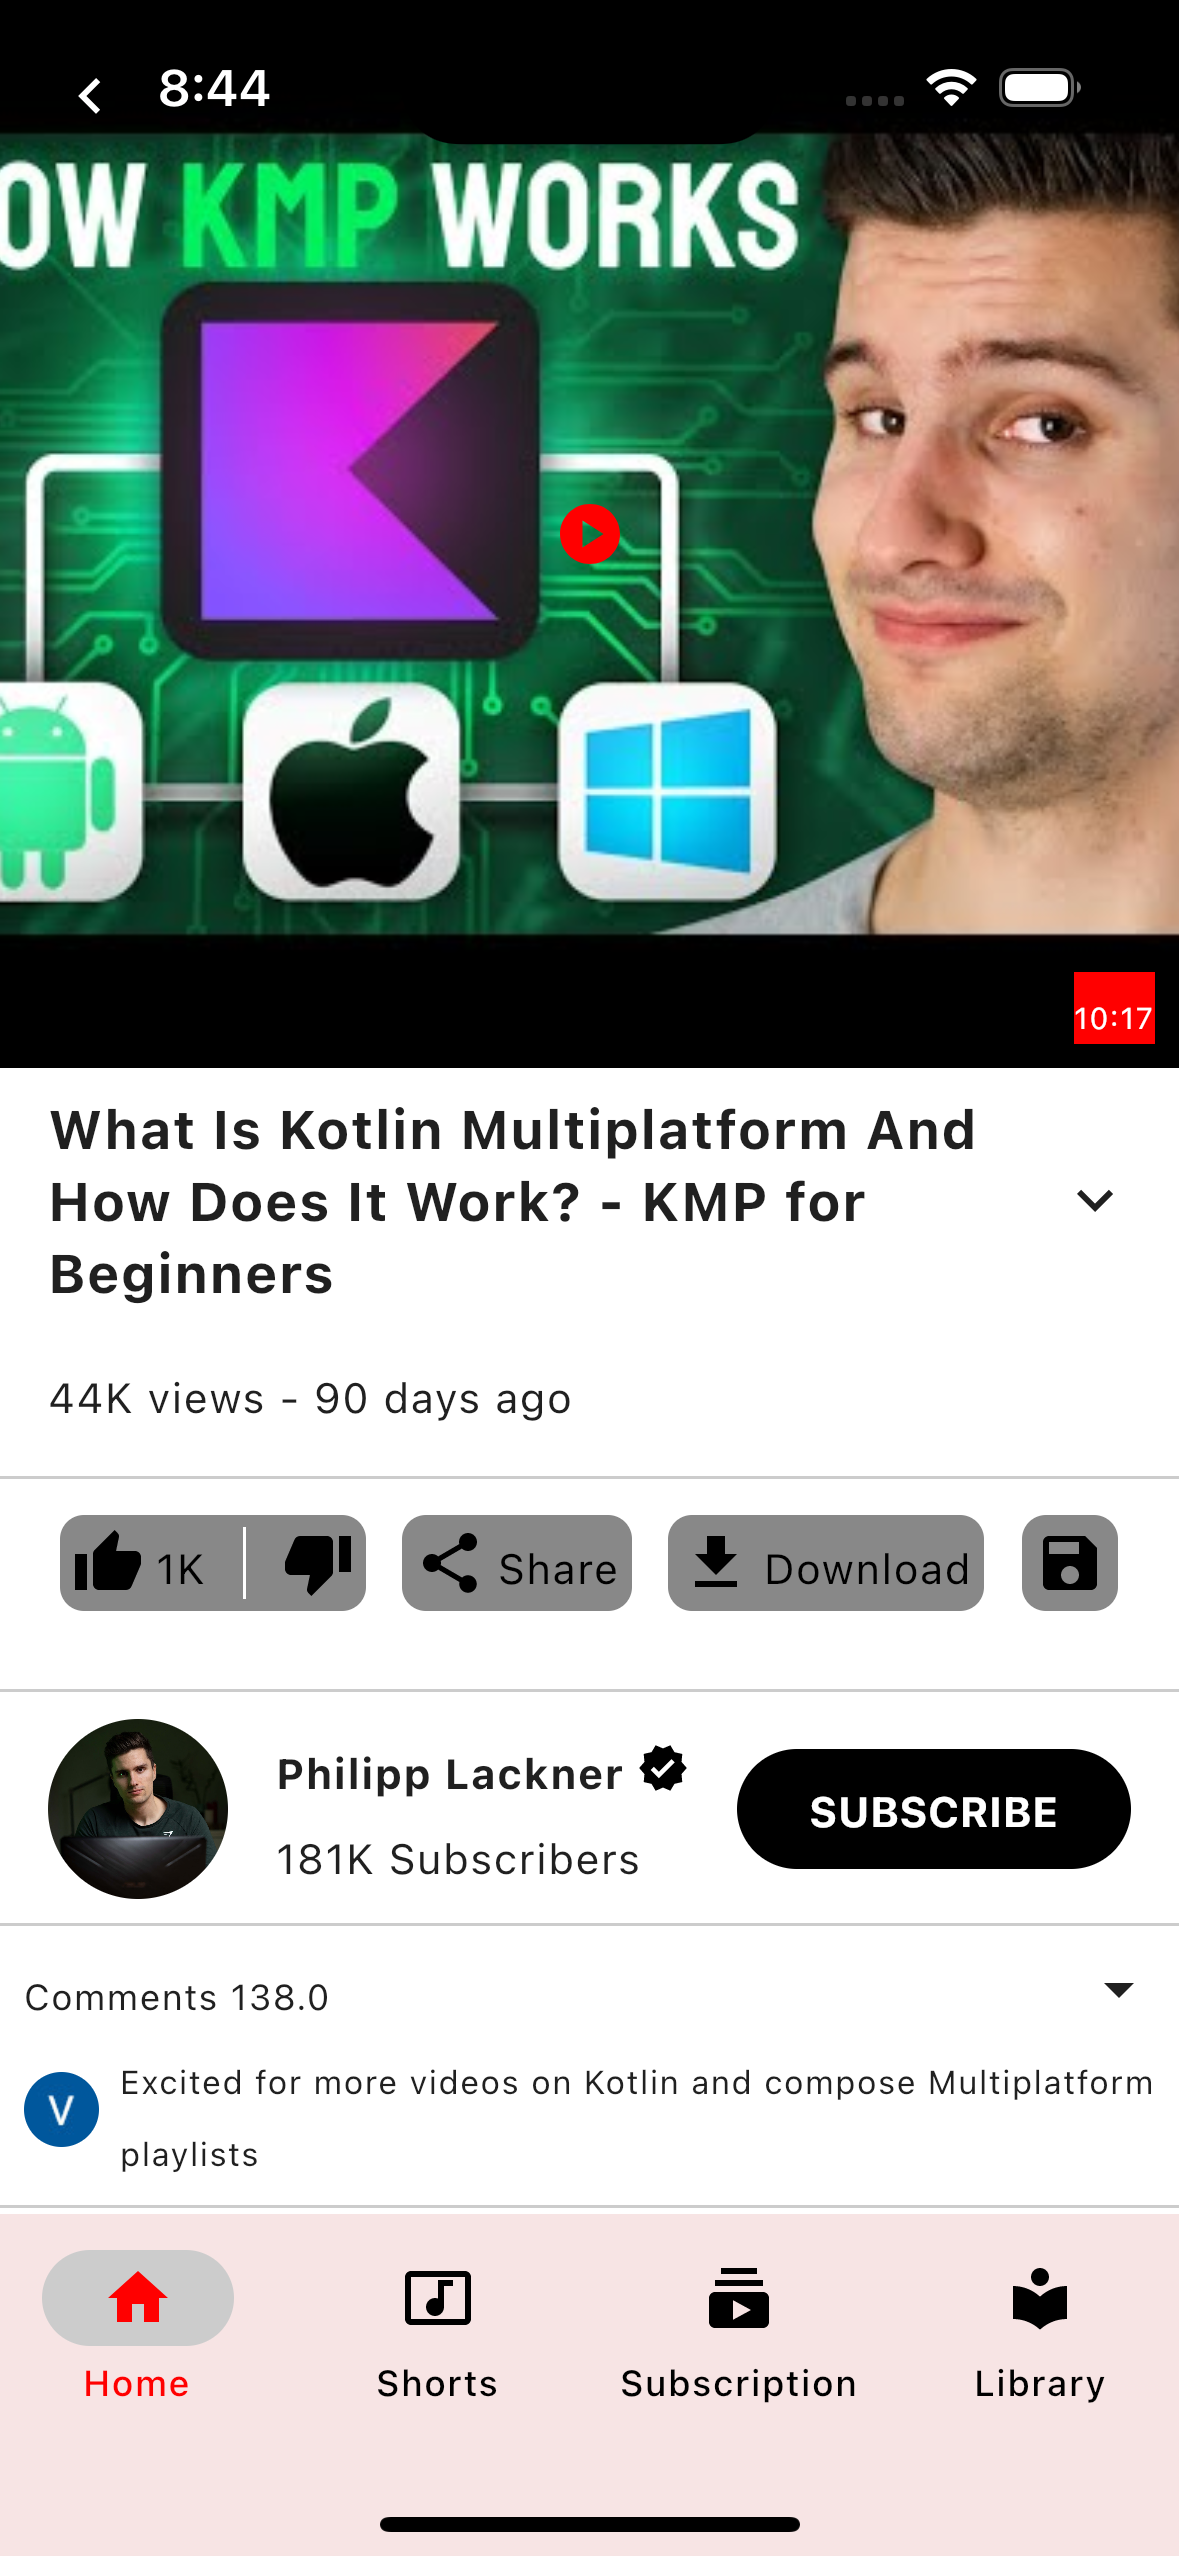 8:44
OW KMP WORKS
10:17
What Is Kotlin Multiplatform And
How Does It Work? - KMP for
Beginners
44K views - 90 days ago
1K Share Download
Philipp Lackner
SUBSCRIBE
181K Subscribers
Comments 138.0
V
Excited for more videos on Kotlin and compose Multiplatform
playlists
Home Shorts Subscription Library